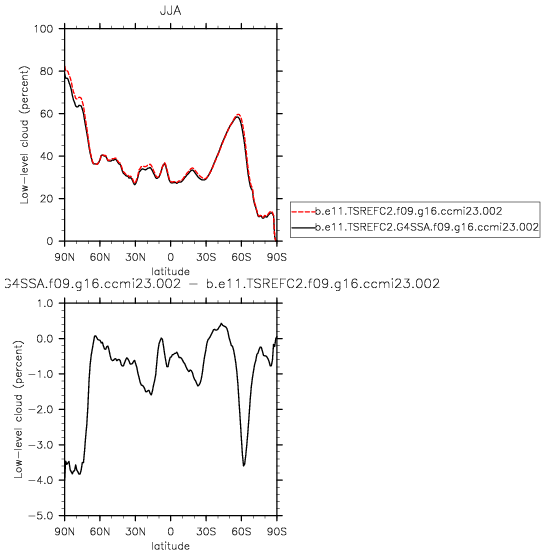 JJA
100
80
60
40
20
0
Low-level cloud (percent)
90N 60N 30N 0 30S 60S 90S
latitude
b.e11.TSREFC2.f09.g16.ccmi23.002
b.e11.TSREFC2.G4SSA.f09.g16.ccmi23.002
G4SSA.f09.g16.ccmi23.002 − b.e11.TSREFC2.f09.g16.ccmi23.002
1.0
0.0
−1.0
−2.0
−3.0
−4.0
−5.0
Low-level cloud (percent)
90N 60N 30N 0 30S 60S 90S
latitude